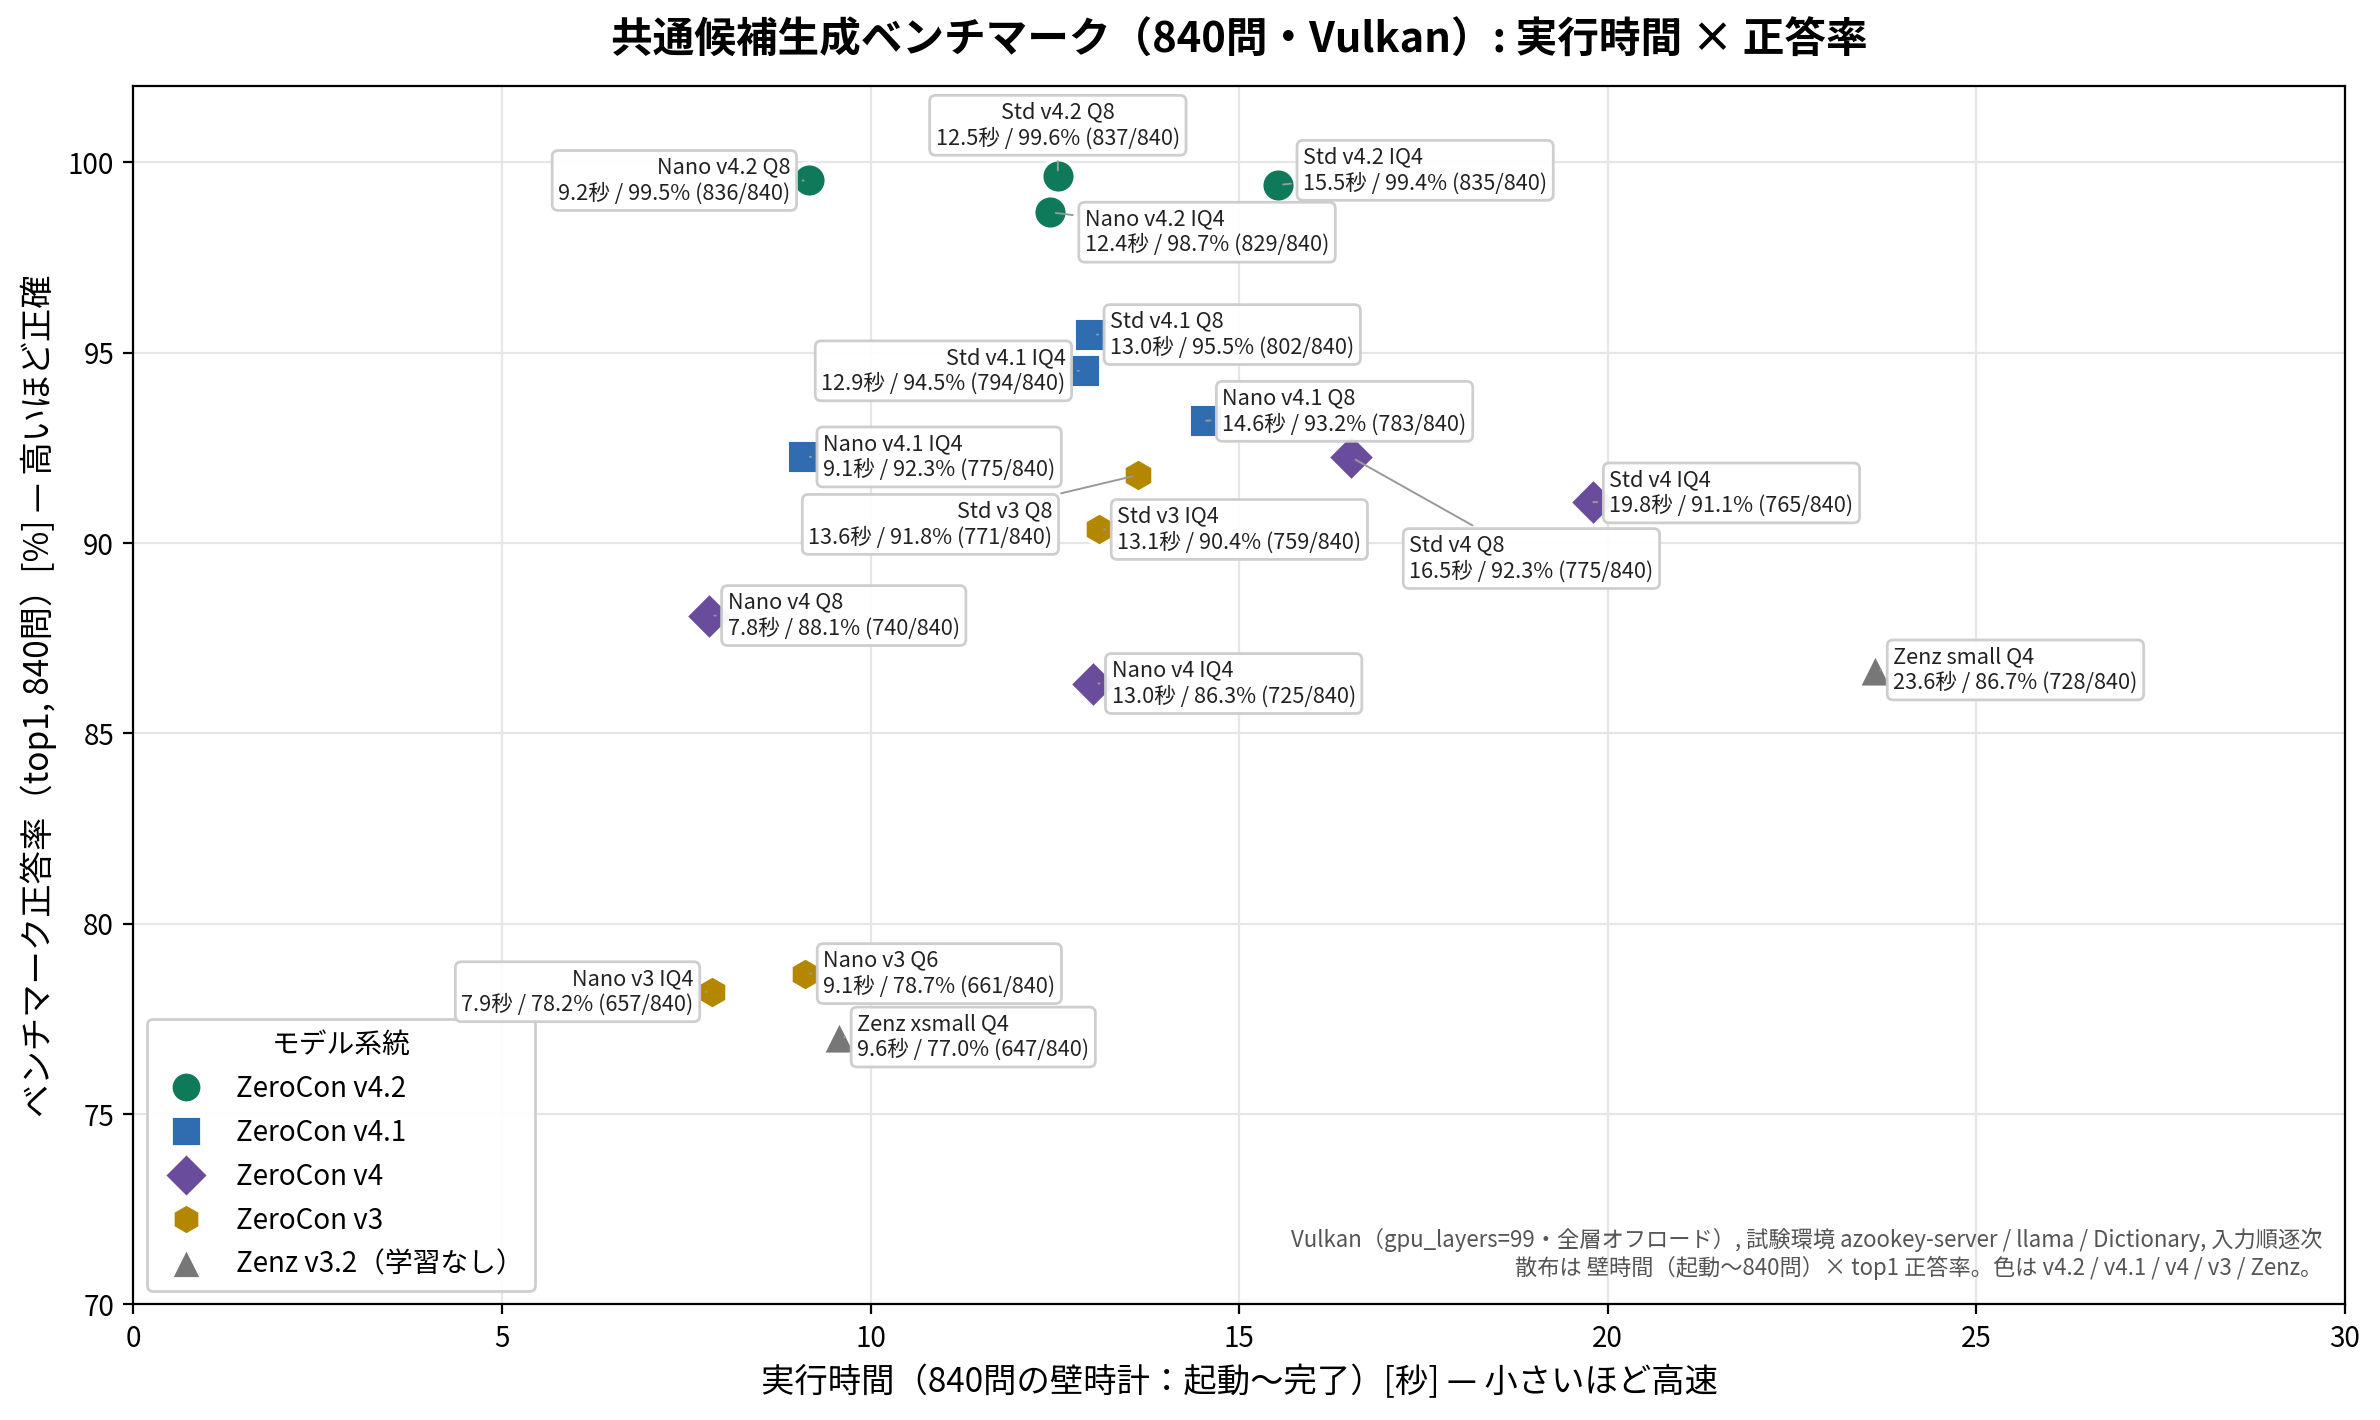 共通候補生成ベンチマーク（840問・Vulkan）: 実行時間 × 正答率
ベンチマーク正答率（top1, 840問）[%] — 高いほど正確
100
95
90
85
80
75
70
Std v4.2 Q8
12.5秒 / 99.6% (837/840)
Nano v4.2 Q8
9.2秒 / 99.5% (836/840)
Std v4.2 IQ4
15.5秒 / 99.4% (835/840)
Nano v4.2 IQ4
12.4秒 / 98.7% (829/840)
Std v4.1 Q8
13.0秒 / 95.5% (802/840)
Std v4.1 IQ4
12.9秒 / 94.5% (794/840)
Nano v4.1 Q8
14.6秒 / 93.2% (783/840)
Nano v4.1 IQ4
9.1秒 / 92.3% (775/840)
Std v4 IQ4
19.8秒 / 91.1% (765/840)
Std v3 Q8
13.6秒 / 91.8% (771/840)
Std v3 IQ4
13.1秒 / 90.4% (759/840)
Std v4 Q8
16.5秒 / 92.3% (775/840)
Nano v4 Q8
7.8秒 / 88.1% (740/840)
Nano v4 IQ4
13.0秒 / 86.3% (725/840)
Zenz small Q4
23.6秒 / 86.7% (728/840)
Nano v3 Q6
9.1秒 / 78.7% (661/840)
Nano v3 IQ4
7.9秒 / 78.2% (657/840)
Zenz xsmall Q4
9.6秒 / 77.0% (647/840)
モデル系統
ZeroCon v4.2
ZeroCon v4.1
ZeroCon v4
ZeroCon v3
Zenz v3.2（学習なし）
Vulkan（gpu_layers=99・全層オフロード）, 試験環境 azookey-server / llama / Dictionary, 入力順逐次
散布は 壁時間（起動～840問）× top1 正答率。色は v4.2 / v4.1 / v4 / v3 / Zenz。
0
5
10
15
20
25
30
実行時間（840問の壁時計：起動～完了）[秒] — 小さいほど高速